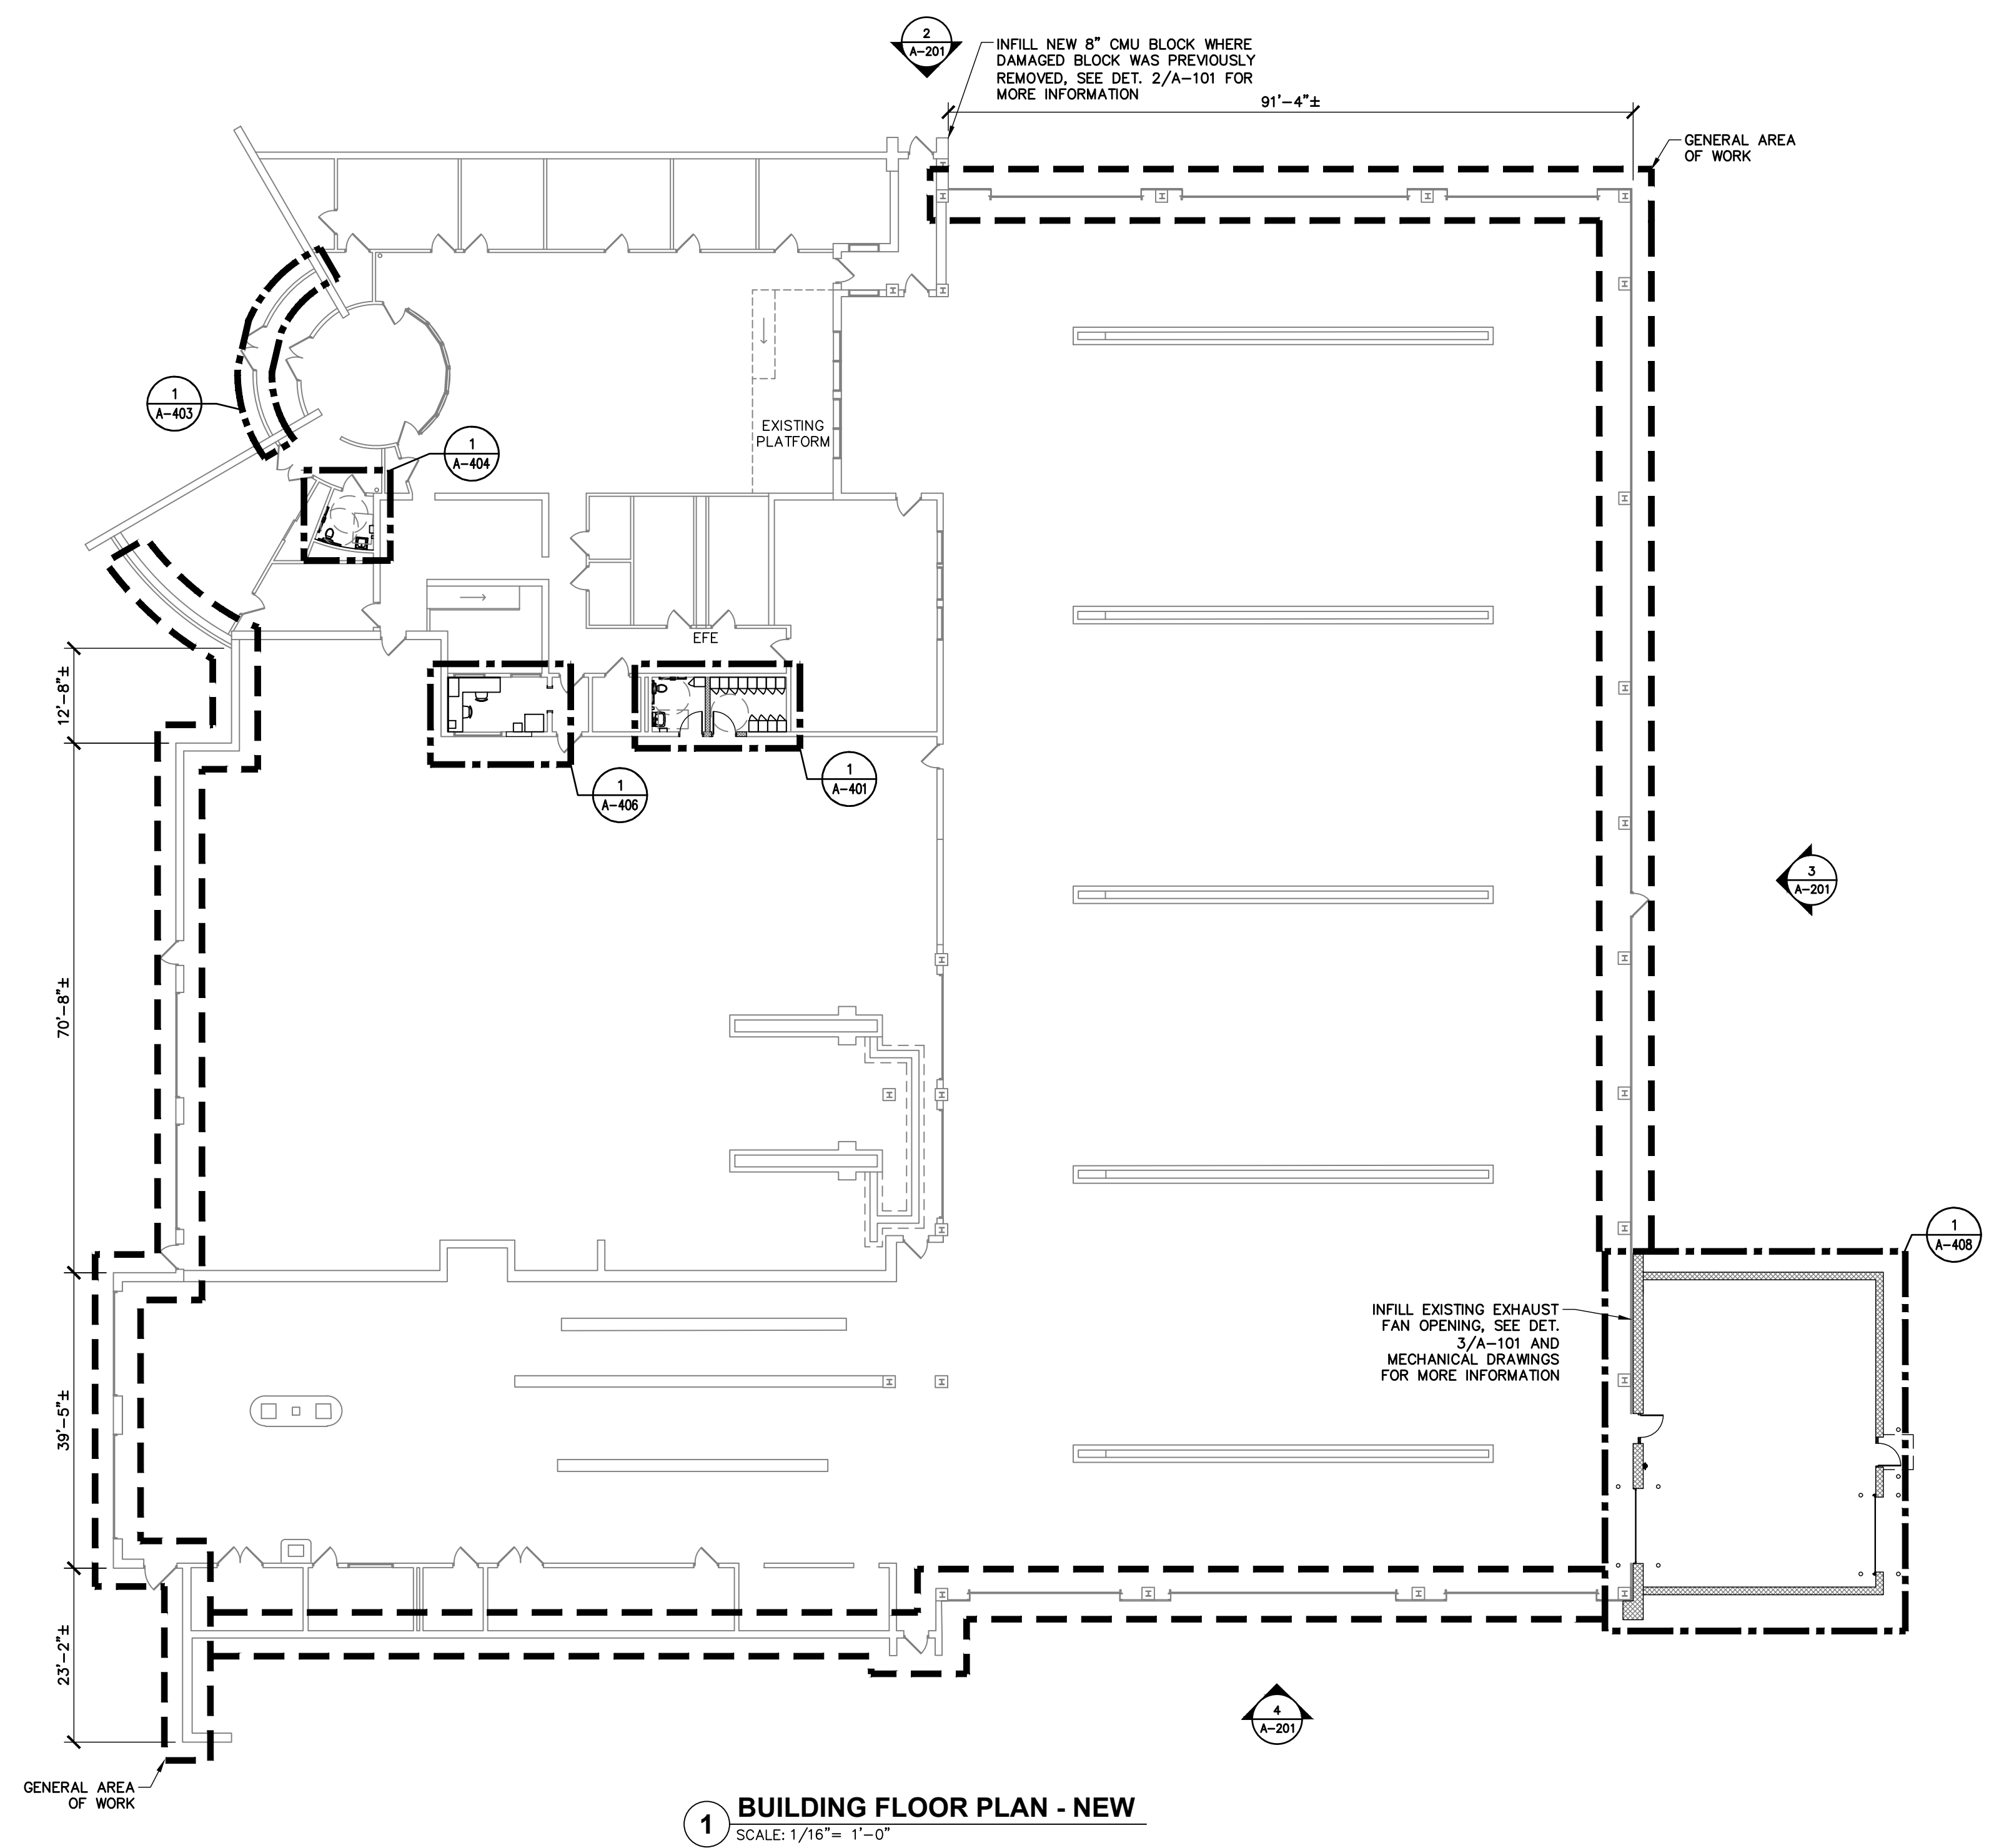 2
A-201
INFILL NEW 8" CMU BLOCK WHERE
DAMAGED BLOCK WAS PREVIOUSLY
REMOVED, SEE DET. 2/A-101 FOR
MORE INFORMATION
91'-4"±
GENERAL AREA
OF WORK
1
A-403
EXISTING
PLATFORM
1
A-404
EFE
12'-8"±
1
A-406
1
A-401
3
A-201
70'-8"±
1
A-408
INFILL EXISTING EXHAUST
FAN OPENING, SEE DET.
3/A-101 AND
MECHANICAL DRAWINGS
FOR MORE INFORMATION
39'-5"±
23'-2"±
4
A-201
GENERAL AREA
OF WORK
1
BUILDING FLOOR PLAN - NEW
SCALE: 1/16"= 1'-0"